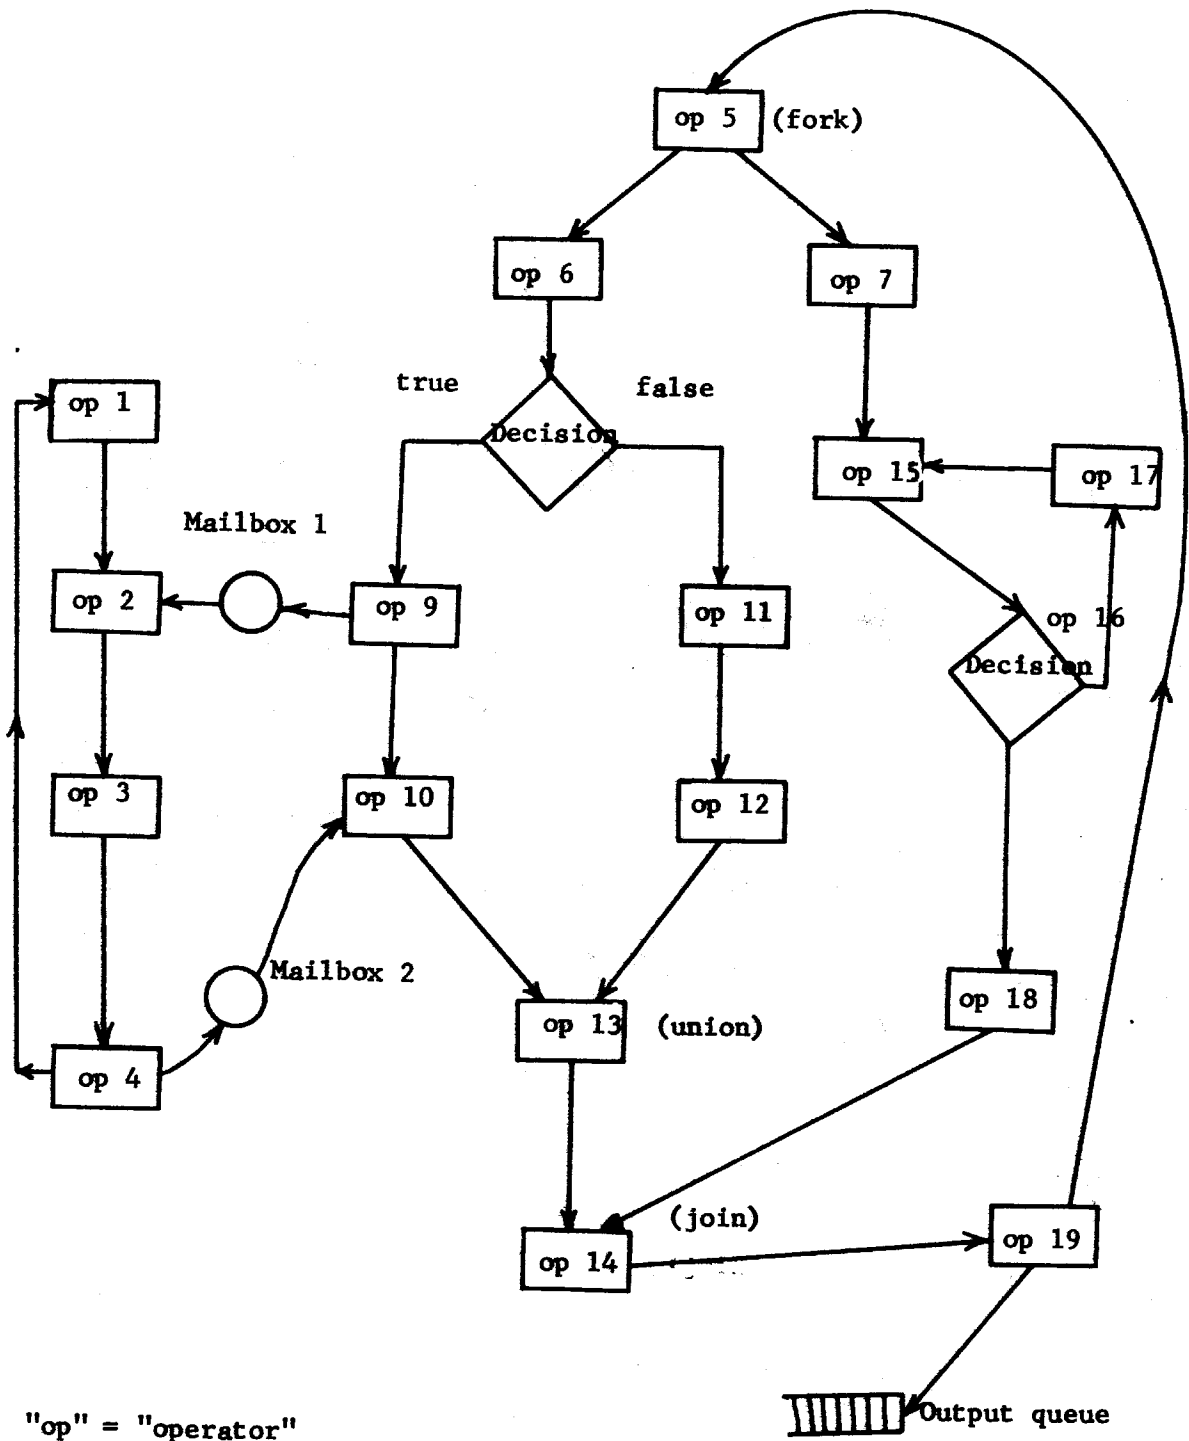 op 5 (fork)
op 6
op 7
true
false
op 1
Decision
op 15
op 17
Mailbox 1
op 2
op 9
op 11
op 16
Decision
op 3
op 10
op 12
Mailbox 2
op 13 (union)
op 18
op 4
(join)
op 14
op 19
Output queue
"op" = "operator"